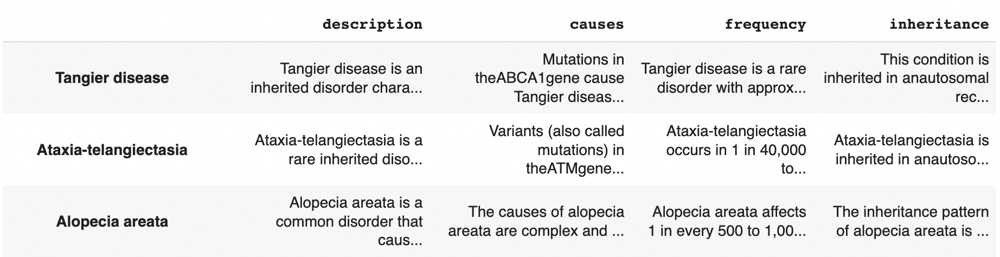 description causes frequency inheritance
Tangier disease
Tangier disease is an
inherited disorder chara...
Mutations in
theABCA1gene cause
Tangier diseas...
Tangier disease is a rare
disorder with approx...
This condition is
inherited in anautosomal
rec...
Ataxia-telangiectasia
Ataxia-telangiectasia is a
rare inherited diso...
Variants (also called
mutations) in
theATMgene...
Ataxia-telangiectasia
occurs in 1 in 40,000
to...
Ataxia-telangiectasia is
inherited in anautoso...
Alopecia areata
Alopecia areata is a
common disorder that
caus...
The causes of alopecia
areata are complex and ...
Alopecia areata affects
1 in every 500 to 1,00...
The inheritance pattern
of alopecia areata is ...